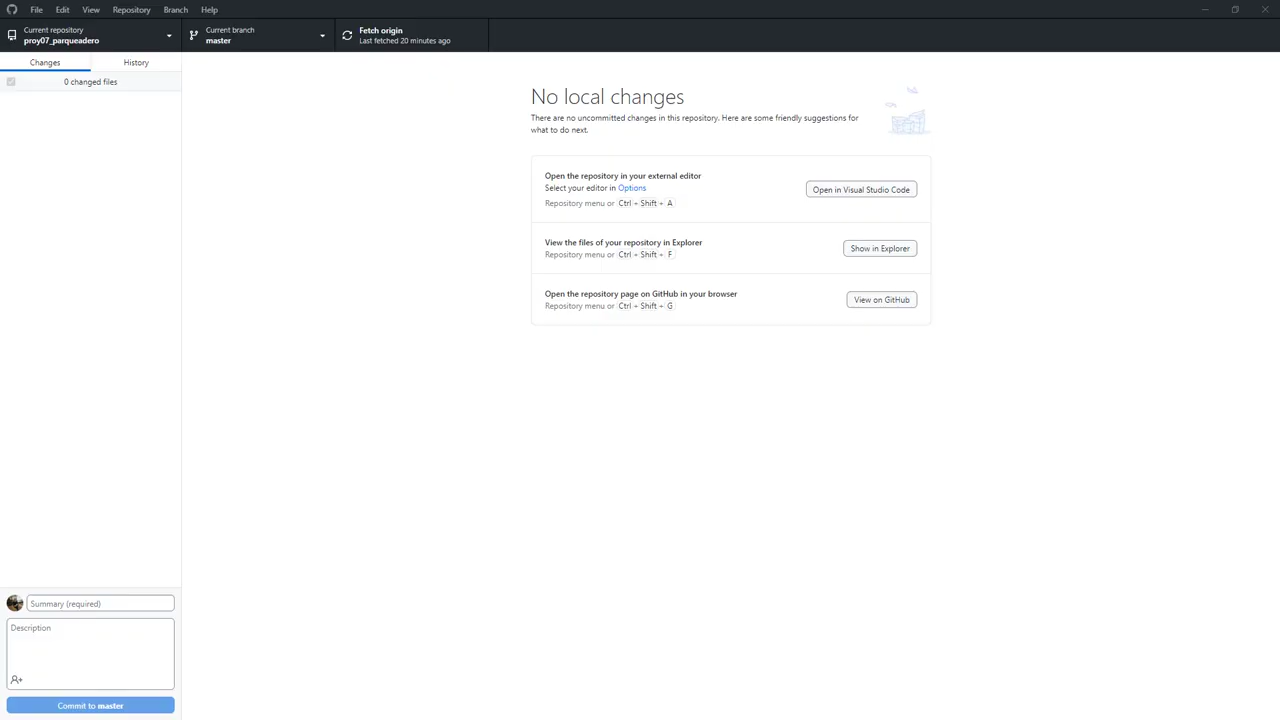 File Edit View Repository Branch Help
Current repository
proy07_parqueadero
Current branch
master
Fetch origin
Last fetched 20 minutes ago
Changes History
0 changed files
No local changes
There are no uncommitted changes in this repository. Here are some friendly suggestions for
what to do next.
Open the repository in your external editor
Select your editor in Options
Repository menu or Ctrl + Shift + A
Open in Visual Studio Code
View the files of your repository in Explorer
Repository menu or Ctrl + Shift + F
Show in Explorer
Open the repository page on GitHub in your browser
Repository menu or Ctrl + Shift + G
View on GitHub
Summary (required)
Description
Commit to master